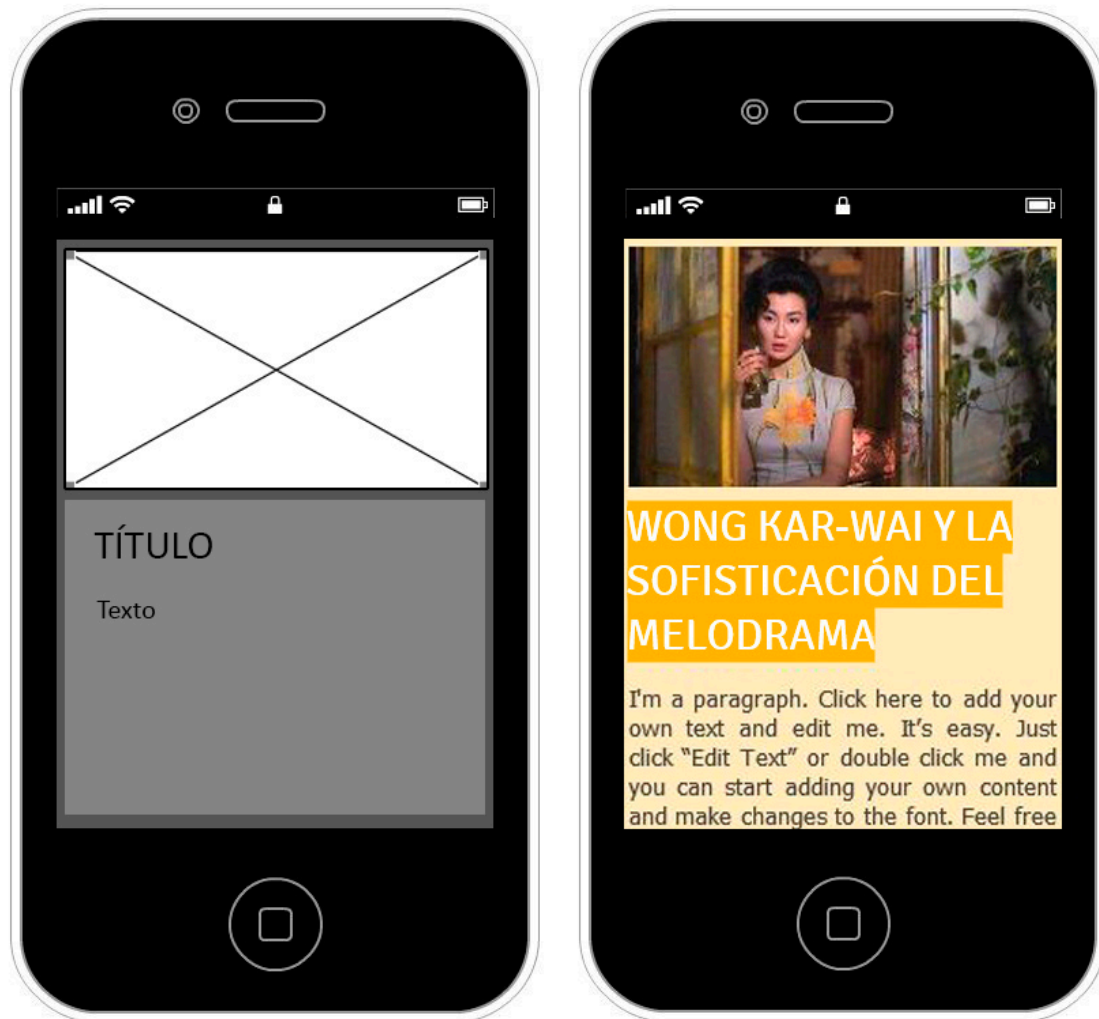 TÍTULO
Texto
WONG KAR-WAI Y LA
SOFISTICACIÓN DEL
MELODRAMA
I'm a paragraph. Click here to add your
own text and edit me. It’s easy. Just
click “Edit Text” or double click me and
you can start adding your own content
and make changes to the font. Feel free